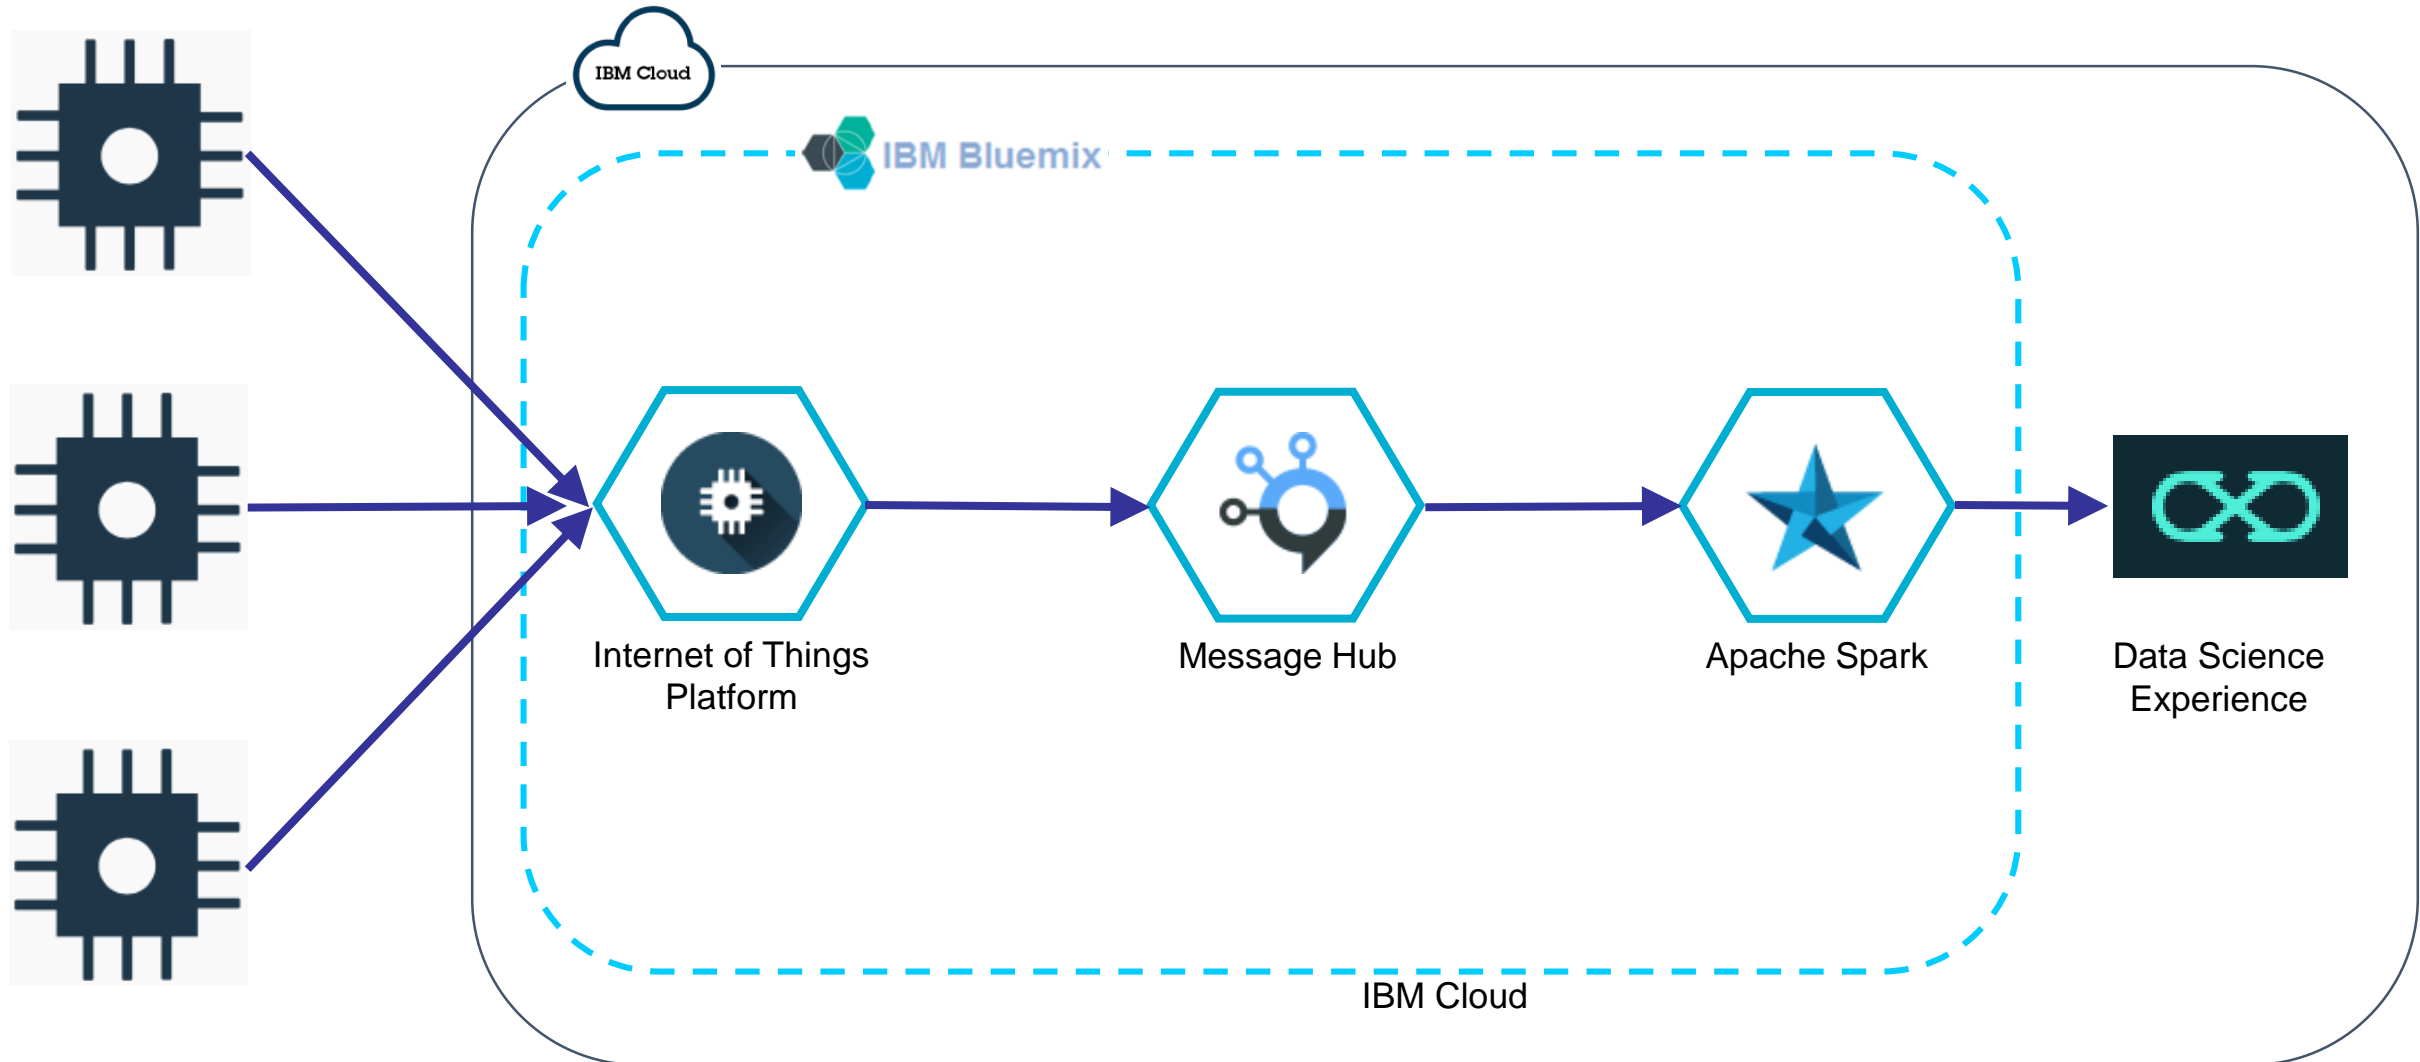 IBM Cloud
IBM Bluemix
Internet of Things
Platform
Message Hub
Apache Spark
Data Science
Experience
IBM Cloud